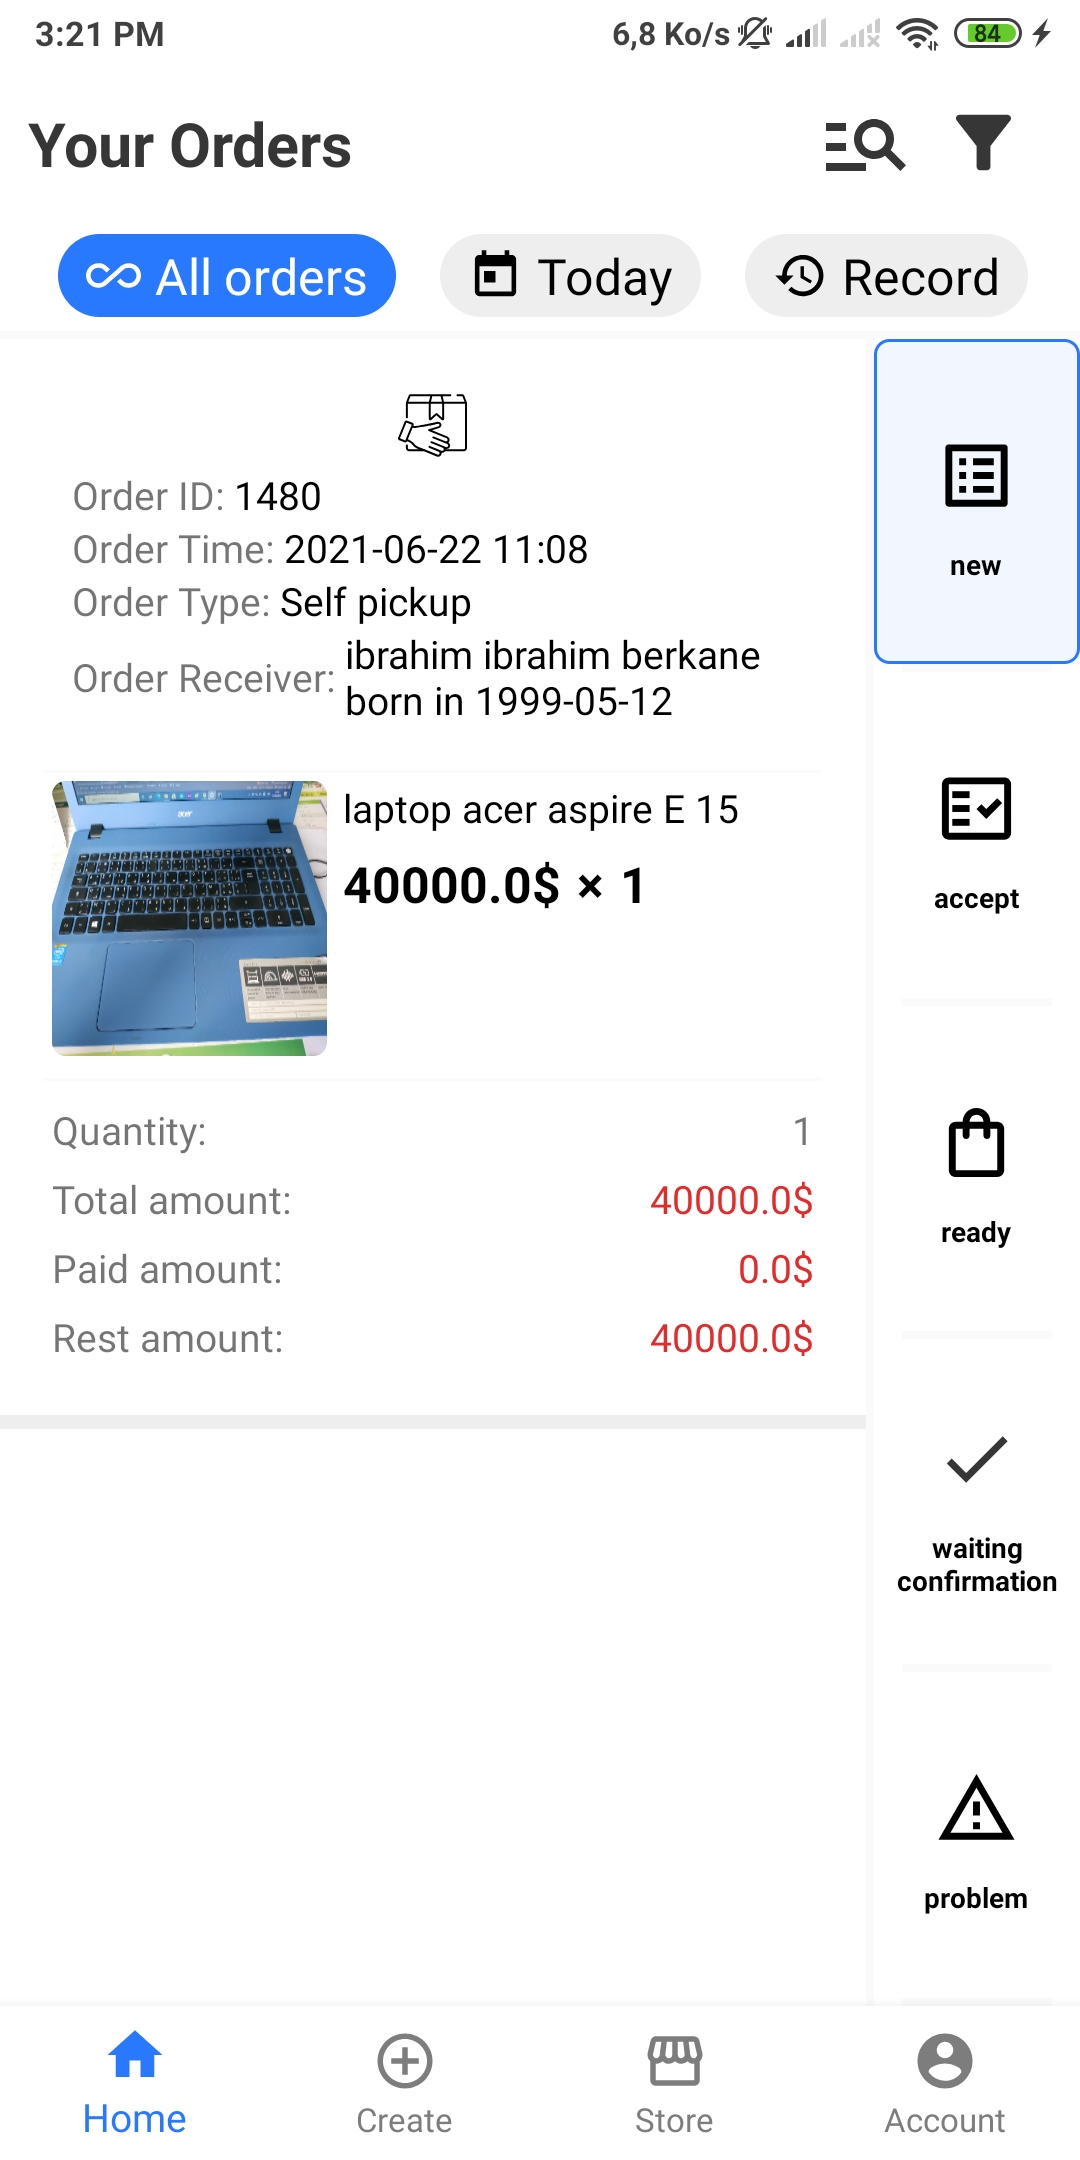 3:21 PM
6,8 Ko/s
84
Your Orders
All orders
Today
Record
Order ID: 1480
Order Time: 2021-06-22 11:08
Order Type: Self pickup
Order Receiver: ibrahim ibrahim berkane
born in 1999-05-12
acer
laptop acer aspire E 15
40000.0$ × 1
Quantity: 1
Total amount: 40000.0$
Paid amount: 0.0$
Rest amount: 40000.0$
new
accept
ready
waiting
confirmation
problem
Home
Create
Store
Account